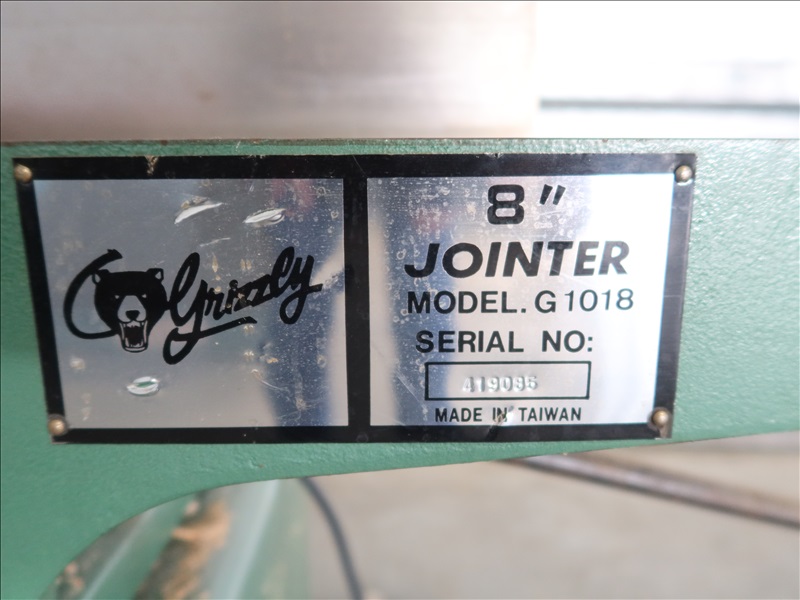 Grizzly
8"
JOINTER
MODEL. G1018
SERIAL NO:
419086
MADE IN TAIWAN